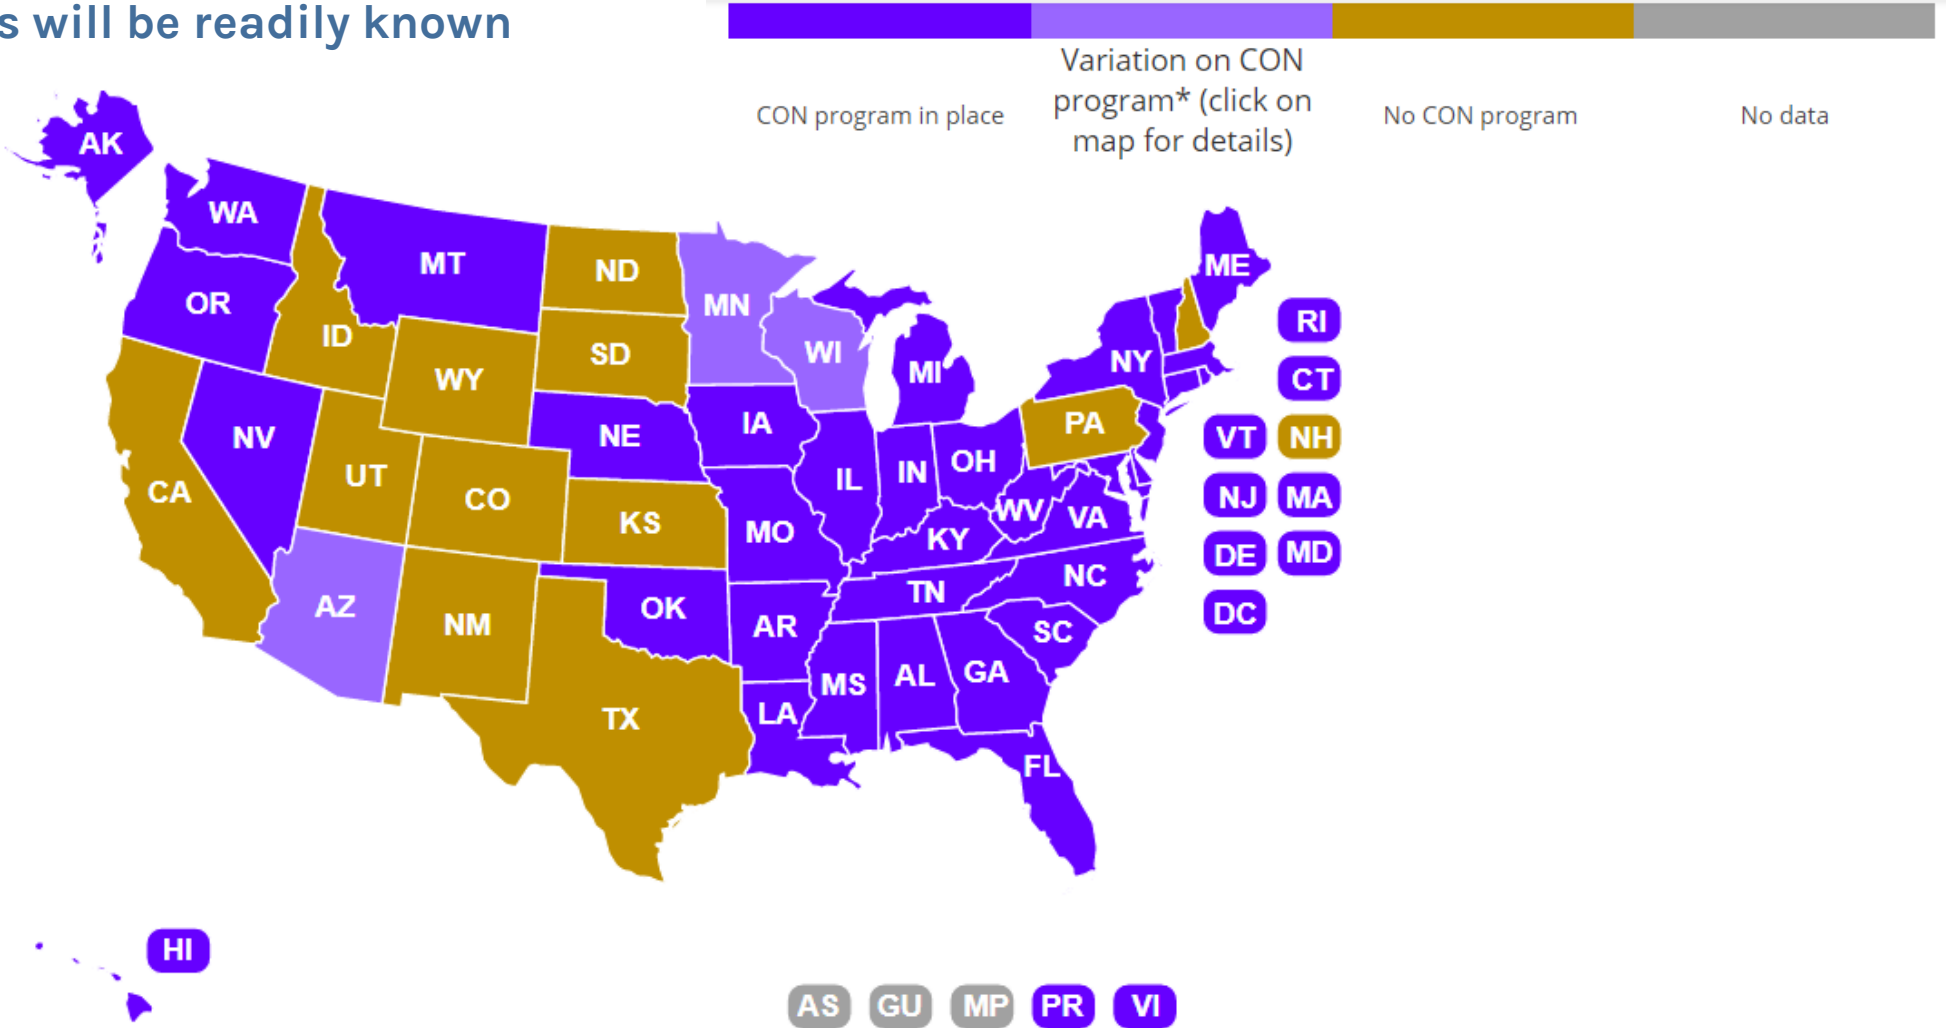 s will be readily known
CON program in place
Variation on CON
program* (click on
map for details)
No CON program
No data
AK
WA
MT
ND
MN
ME
OR
ID
SD
WI
RI
WY
MI
NY
CT
NV
NE
IA
PA
VT
NH
UT
CO
IL
IN
OH
CA
KS
MO
WV
VA
NJ
MA
KY
DE
MD
AZ
NM
OK
AR
TN
NC
DC
SC
MS
AL
GA
TX
LA
FL
HI
AS
GU
MP
PR
VI